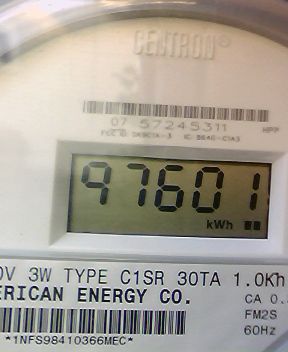 CENTRON®
07 57245311 HPP
97601
kWh
0V 3W TYPE C1SR 30TA 1.0Kh
ERICAN ENERGY CO. CA 0.
FM2S
*1NFS98410366MEC* 60Hz